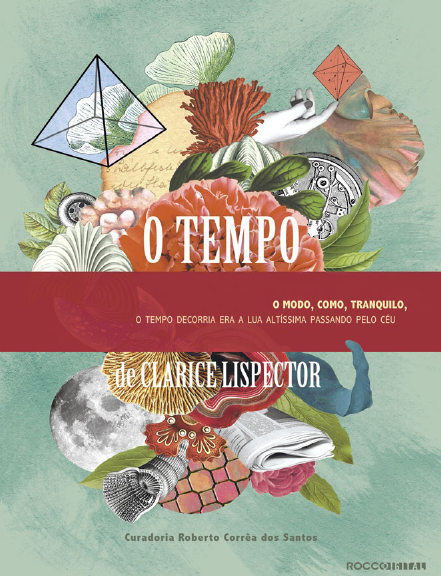 O TEMPO
O MODO, COMO, TRANQUILO,
O TEMPO DECORRIA ERA A LUA ALTÍSSIMA PASSANDO PELO CÉU
de CLARICE LISPECTOR
Curadoria Roberto Corrêa dos Santos
ROCCODIGITAL